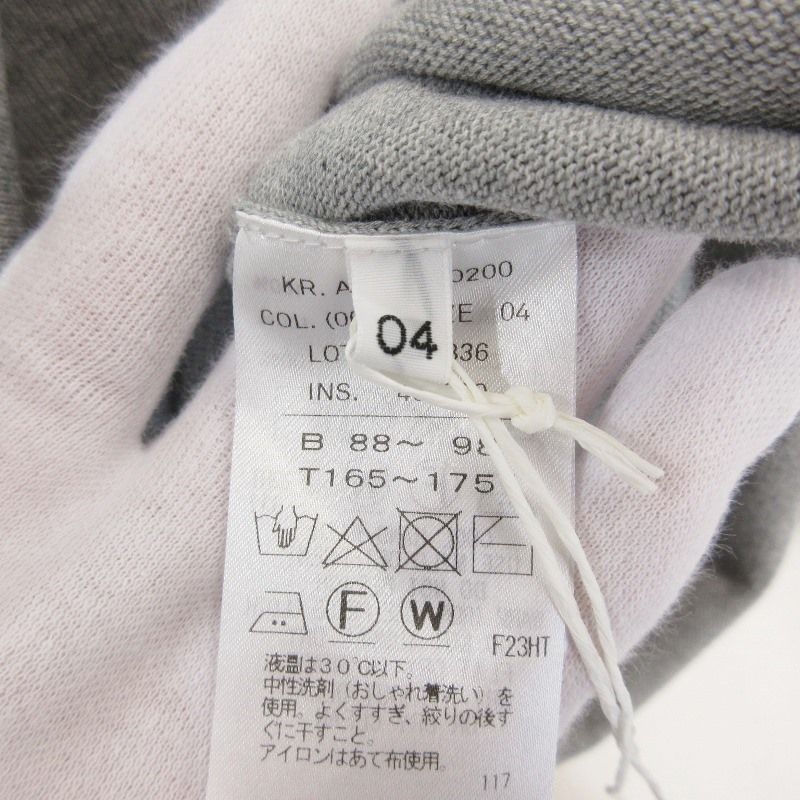 KR. A 0200
COL. (00 ZE 04
04
LOT 336
INS. 0
B 88～ 98
T165～175
F W
F23HT
液温は30℃以下。
中性洗剤（おしゃれ着洗い）を
使用。よくすすぎ、絞りの後す
ぐに干すこと。
アイロンはあて布使用。
117